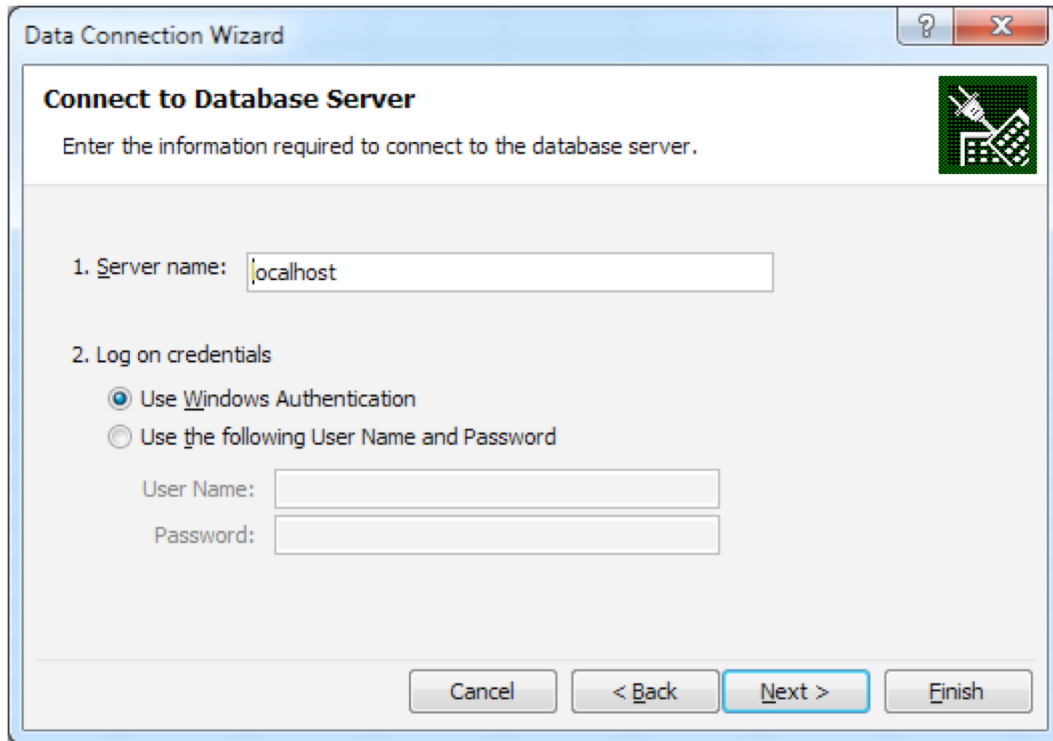 Data Connection Wizard
Connect to Database Server
Enter the information required to connect to the database server.
1. Server name: localhost
2. Log on credentials
Use Windows Authentication
Use the following User Name and Password
User Name:
Password:
Cancel < Back Next > Finish